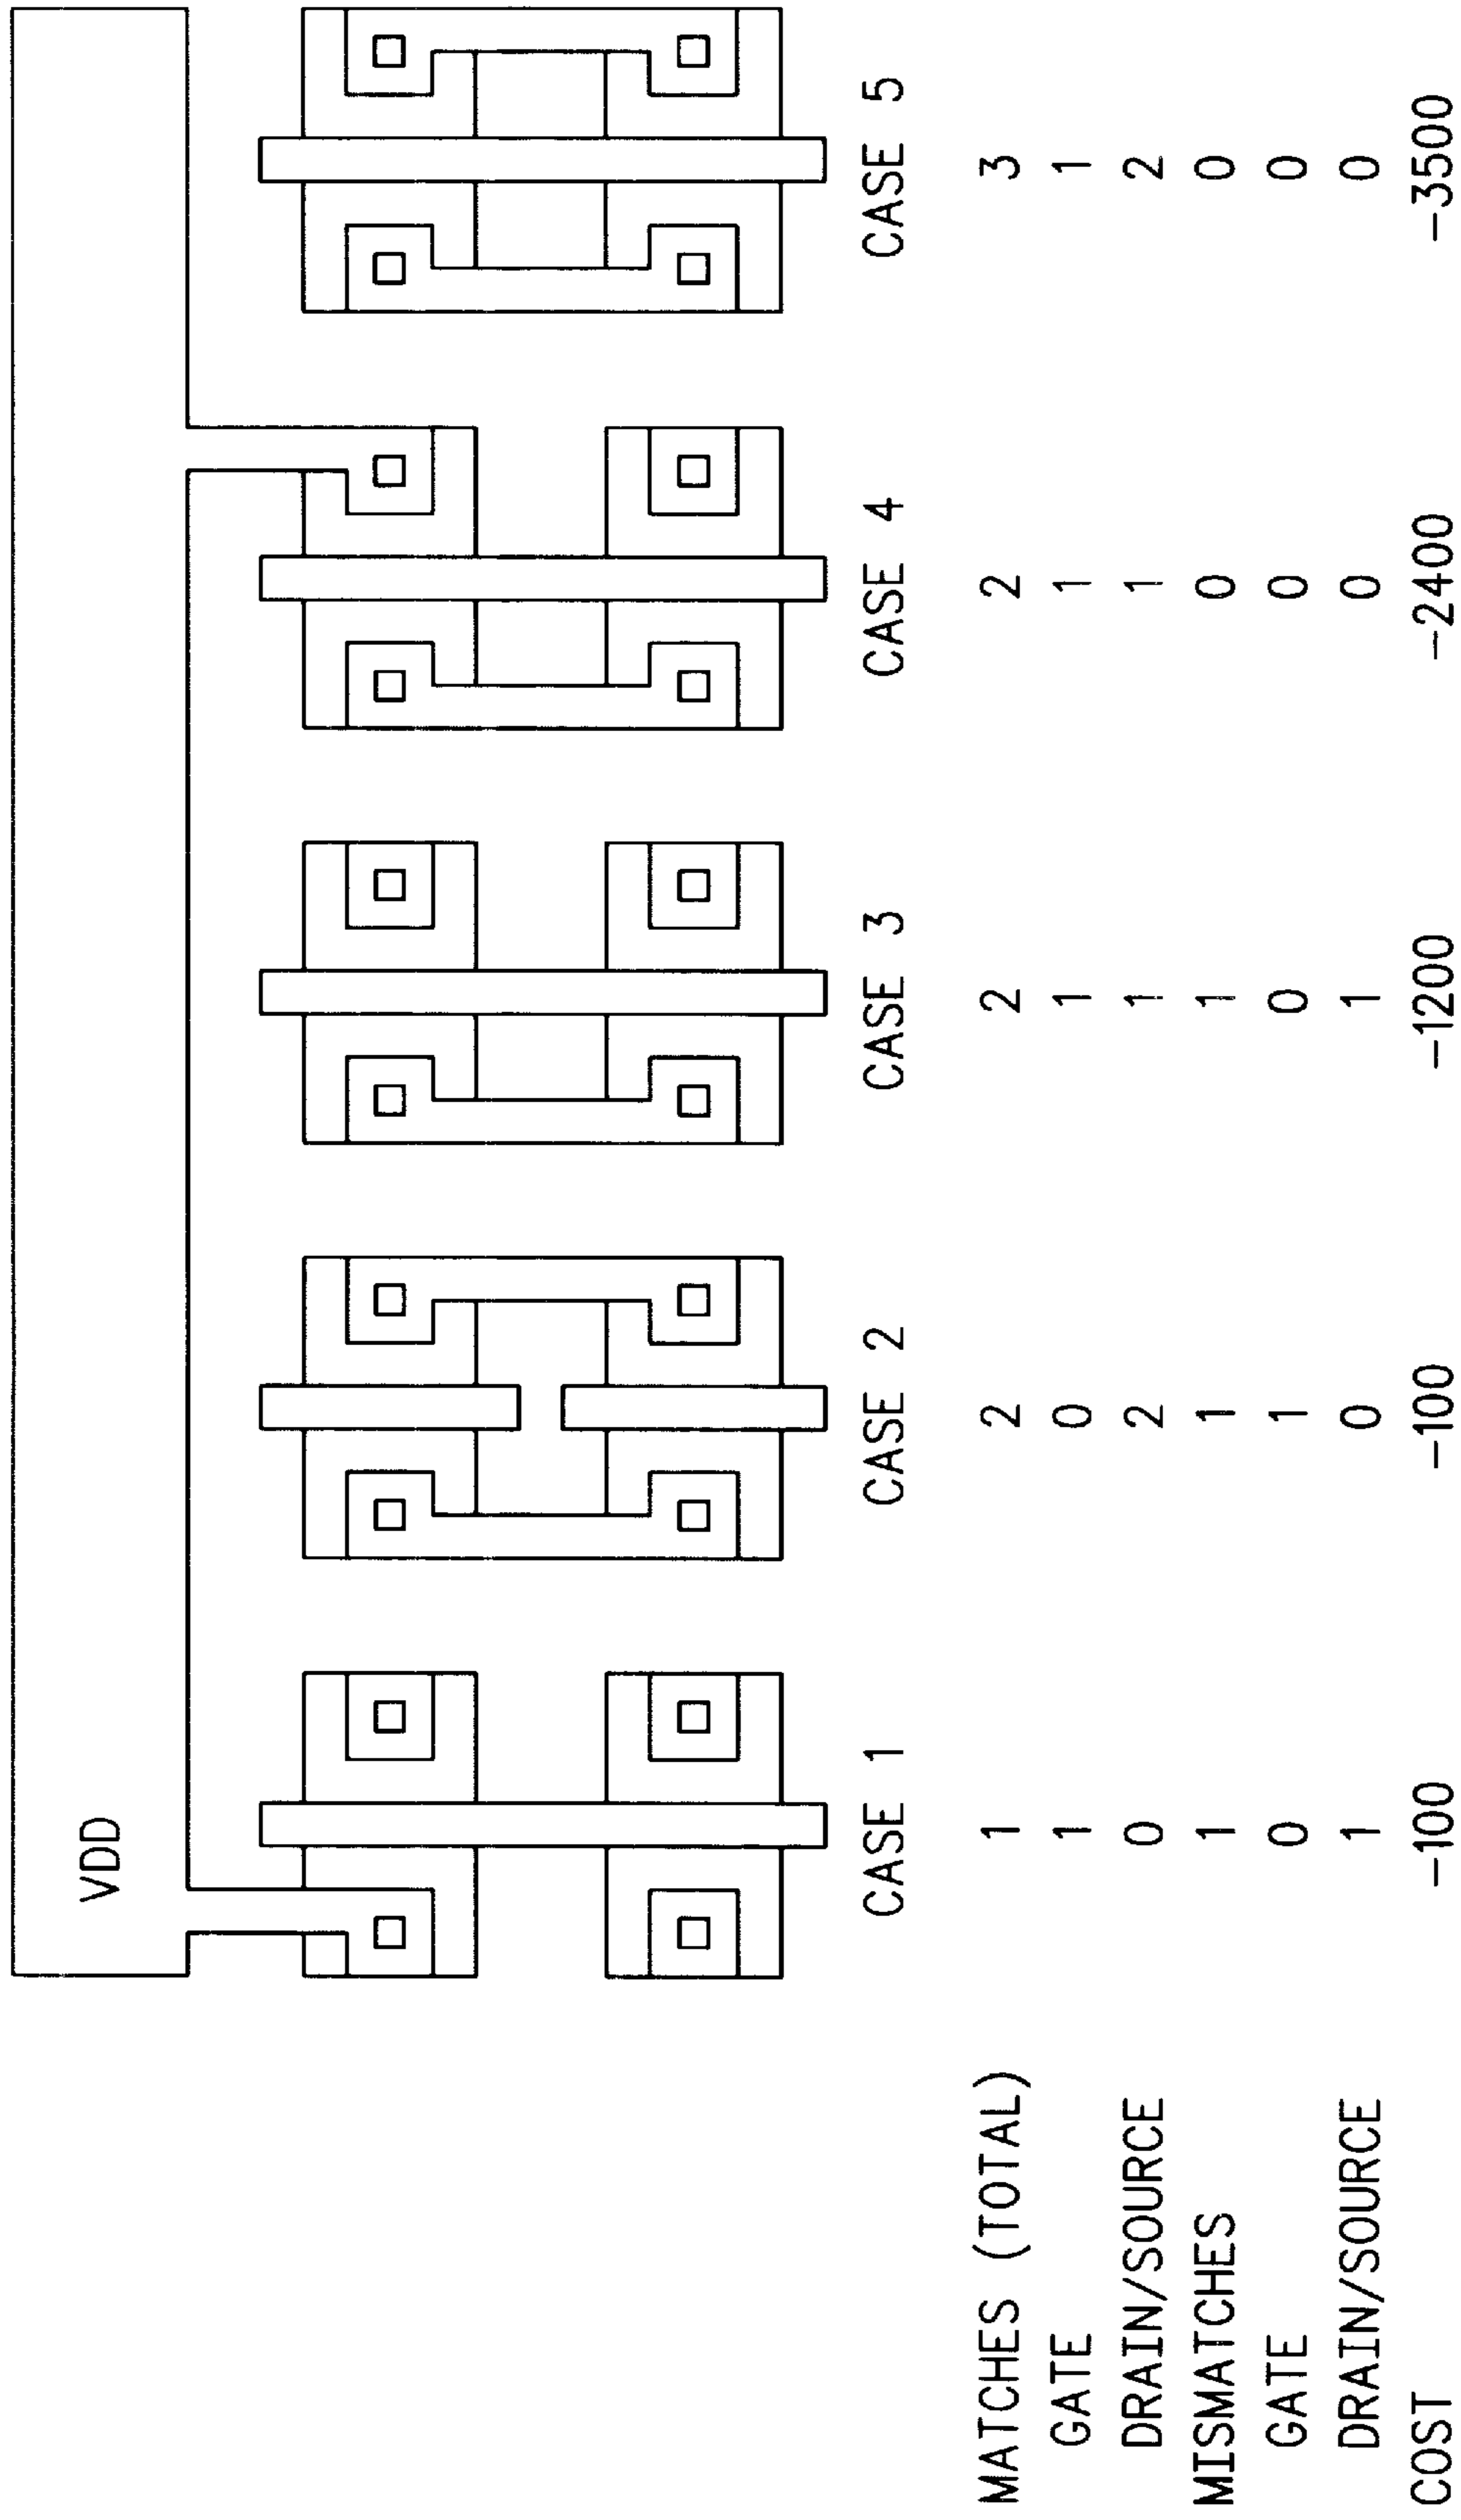 VDD
CASE 1 CASE 2 CASE 3 CASE 4 CASE 5
MATCHES (TOTAL) 1 2 2 2 3
GATE 1 0 1 1 1
DRAIN/SOURCE 0 2 1 1 2
MISMATCHES 1 1 1 0 0
GATE 0 1 0 0 0
DRAIN/SOURCE 1 0 1 0 0
COST -100 -100 -1200 -2400 -3500